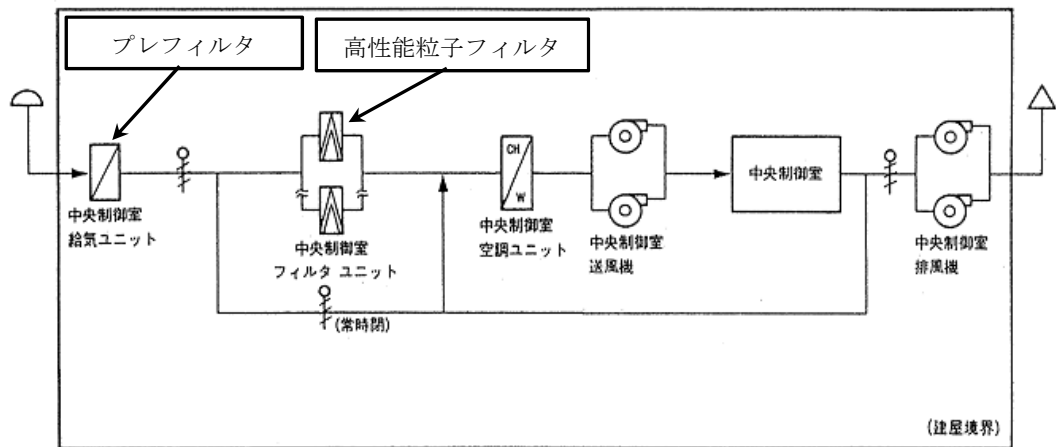 プレフィルタ
高性能粒子フィルタ
中央制御室
給気ユニット
中央制御室
フィルタ ユニット
CH
W
中央制御室
空調ユニット
中央制御室
送風機
中央制御室
中央制御室
排風機
(常時閉)
(建屋境界)